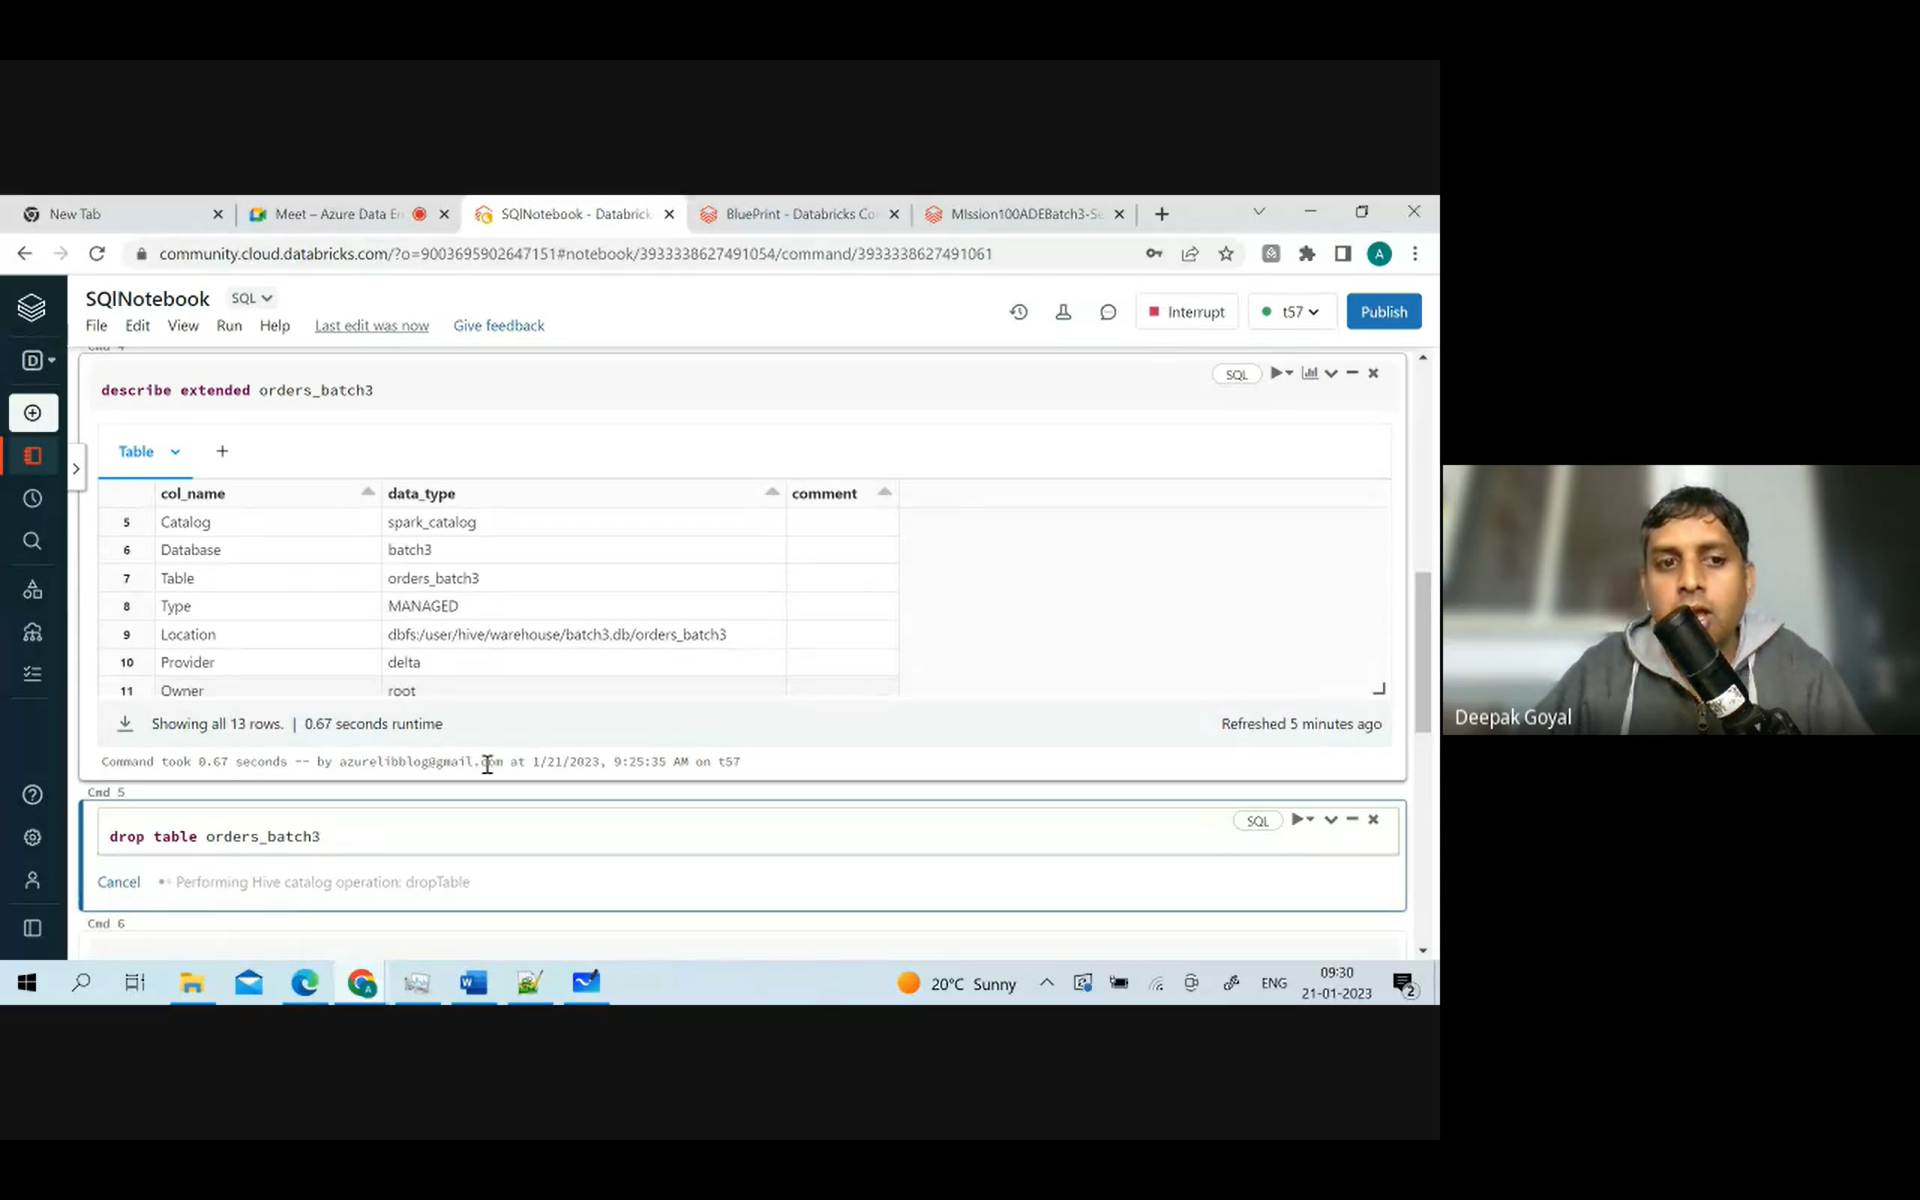 New Tab
Meet – Azure Data En
SQlNotebook - Databrick
BluePrint - Databricks Co
MIssion100ADEBatch3-Se
community.cloud.databricks.com/?o=9003695902647151#notebook/3933338627491054/command/3933338627491061
A
SQlNotebook
SQL
File
Edit
View
Run
Help
Last edit was now
Give feedback
Interrupt
t57
Publish
D
describe extended orders_batch3
SQL
Table
+
col_name data_type comment
5 Catalog spark_catalog
6 Database batch3
7 Table orders_batch3
8 Type MANAGED
9 Location dbfs:/user/hive/warehouse/batch3.db/orders_batch3
10 Provider delta
11 Owner root
Showing all 13 rows. | 0.67 seconds runtime
Refreshed 5 minutes ago
Command took 0.67 seconds -- by azurelibblog@gmail.com at 1/21/2023, 9:25:35 AM on t57
Cmd 5
drop table orders_batch3
SQL
Cancel
Performing Hive catalog operation: dropTable
Cmd 6
20°C Sunny
ENG
09:30
21-01-2023
2
Deepak Goyal